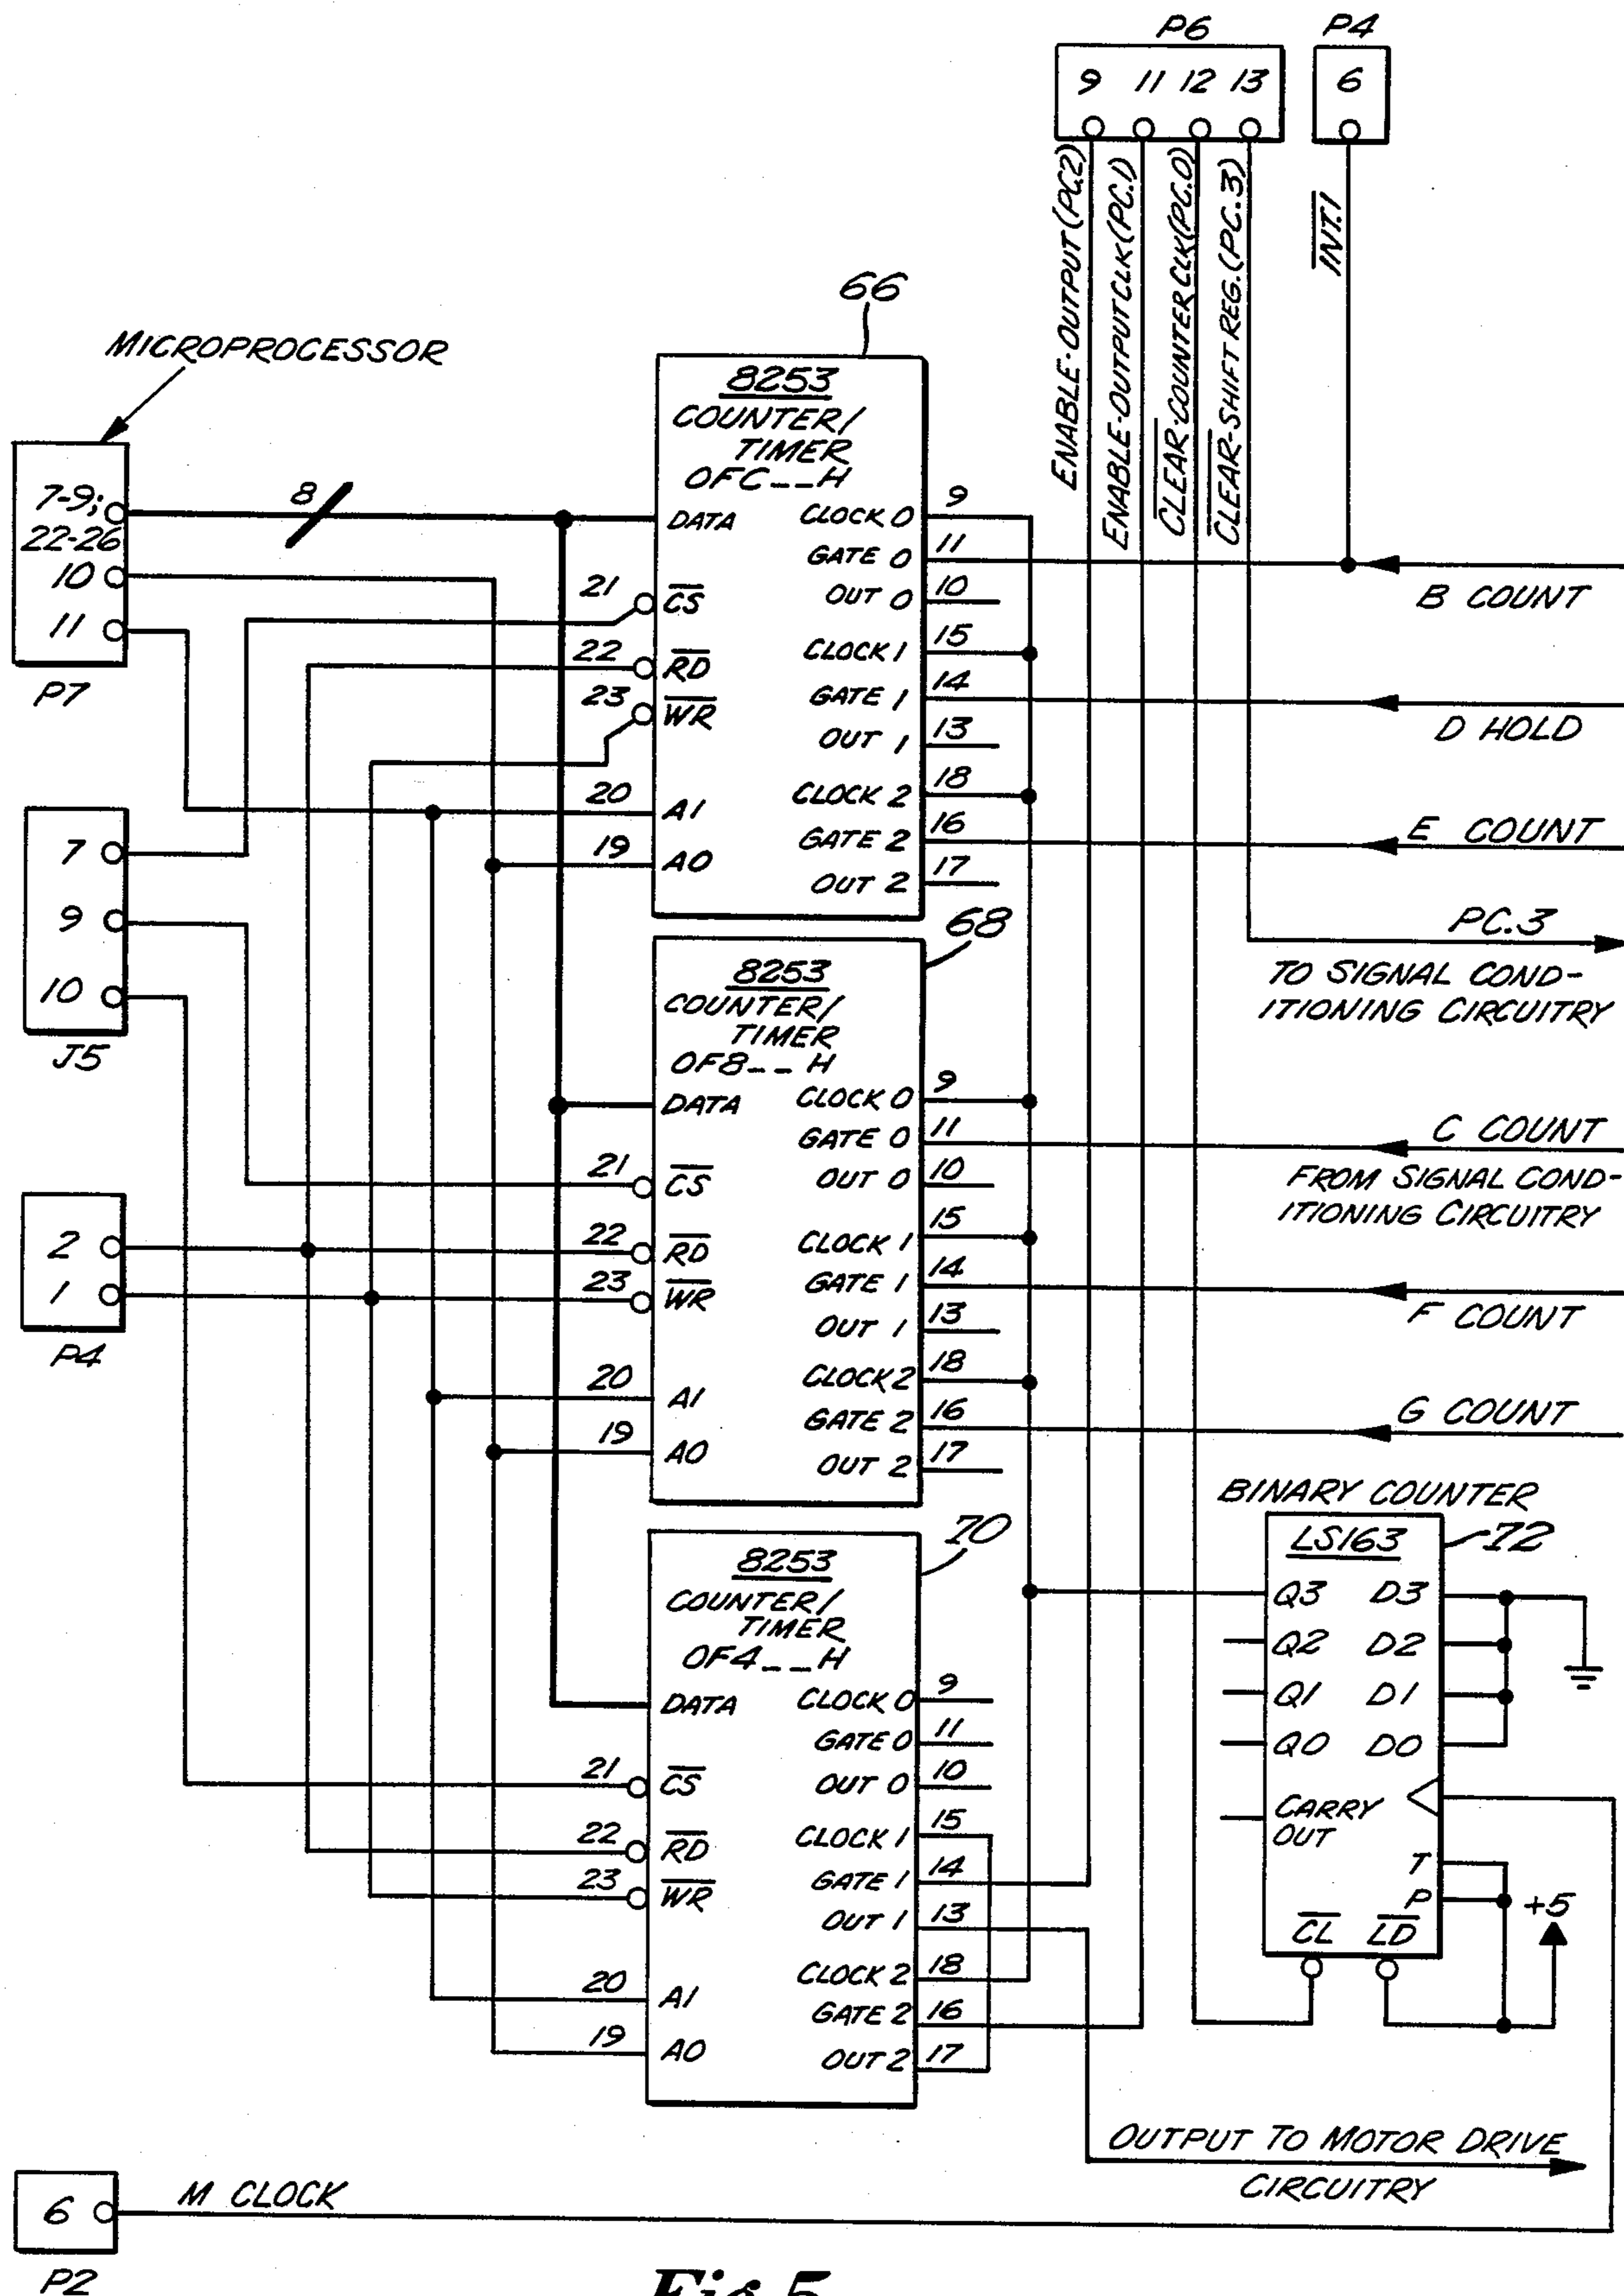 P6
P4
9 11 12 13
6
ENABLE-OUTPUT (PC.2)
ENABLE-OUTPUT CLK (PC.1)
CLEAR-COUNTER CLK (PC.0)
CLEAR-SHIFT REG. (PC.3)
INT.1
66
MICROPROCESSOR
8253
COUNTER/
TIMER
OFC__H
7-9;
22-26
10
11
P7
8
DATA
21 CS
22 RD
23 WR
20 A1
19 A0
CLOCK 0 9
GATE 0 11
OUT 0 10
CLOCK 1 15
GATE 1 14
OUT 1 13
CLOCK 2 18
GATE 2 16
OUT 2 17
B COUNT
D HOLD
E COUNT
7
9
10
J5
68
PC.3
TO SIGNAL COND-
ITIONING CIRCUITRY
8253
COUNTER/
TIMER
OF8__H
DATA
21 CS
22 RD
23 WR
20 A1
19 A0
CLOCK 0 9
GATE 0 11
OUT 0 10
CLOCK 1 15
GATE 1 14
OUT 1 13
CLOCK 2 18
GATE 2 16
OUT 2 17
C COUNT
FROM SIGNAL COND-
ITIONING CIRCUITRY
F COUNT
G COUNT
2
1
P4
70
8253
COUNTER/
TIMER
OF4__H
DATA
21 CS
22 RD
23 WR
20 A1
19 A0
CLOCK 0 9
GATE 0 11
OUT 0 10
CLOCK 1 15
GATE 1 14
OUT 1 13
CLOCK 2 18
GATE 2 16
OUT 2 17
BINARY COUNTER
LS163
72
Q3 D3
Q2 D2
Q1 D1
Q0 D0
CARRY
OUT
T
P
CL LD
+5
OUTPUT TO MOTOR DRIVE
CIRCUITRY
6
M CLOCK
P2
Fig. 5